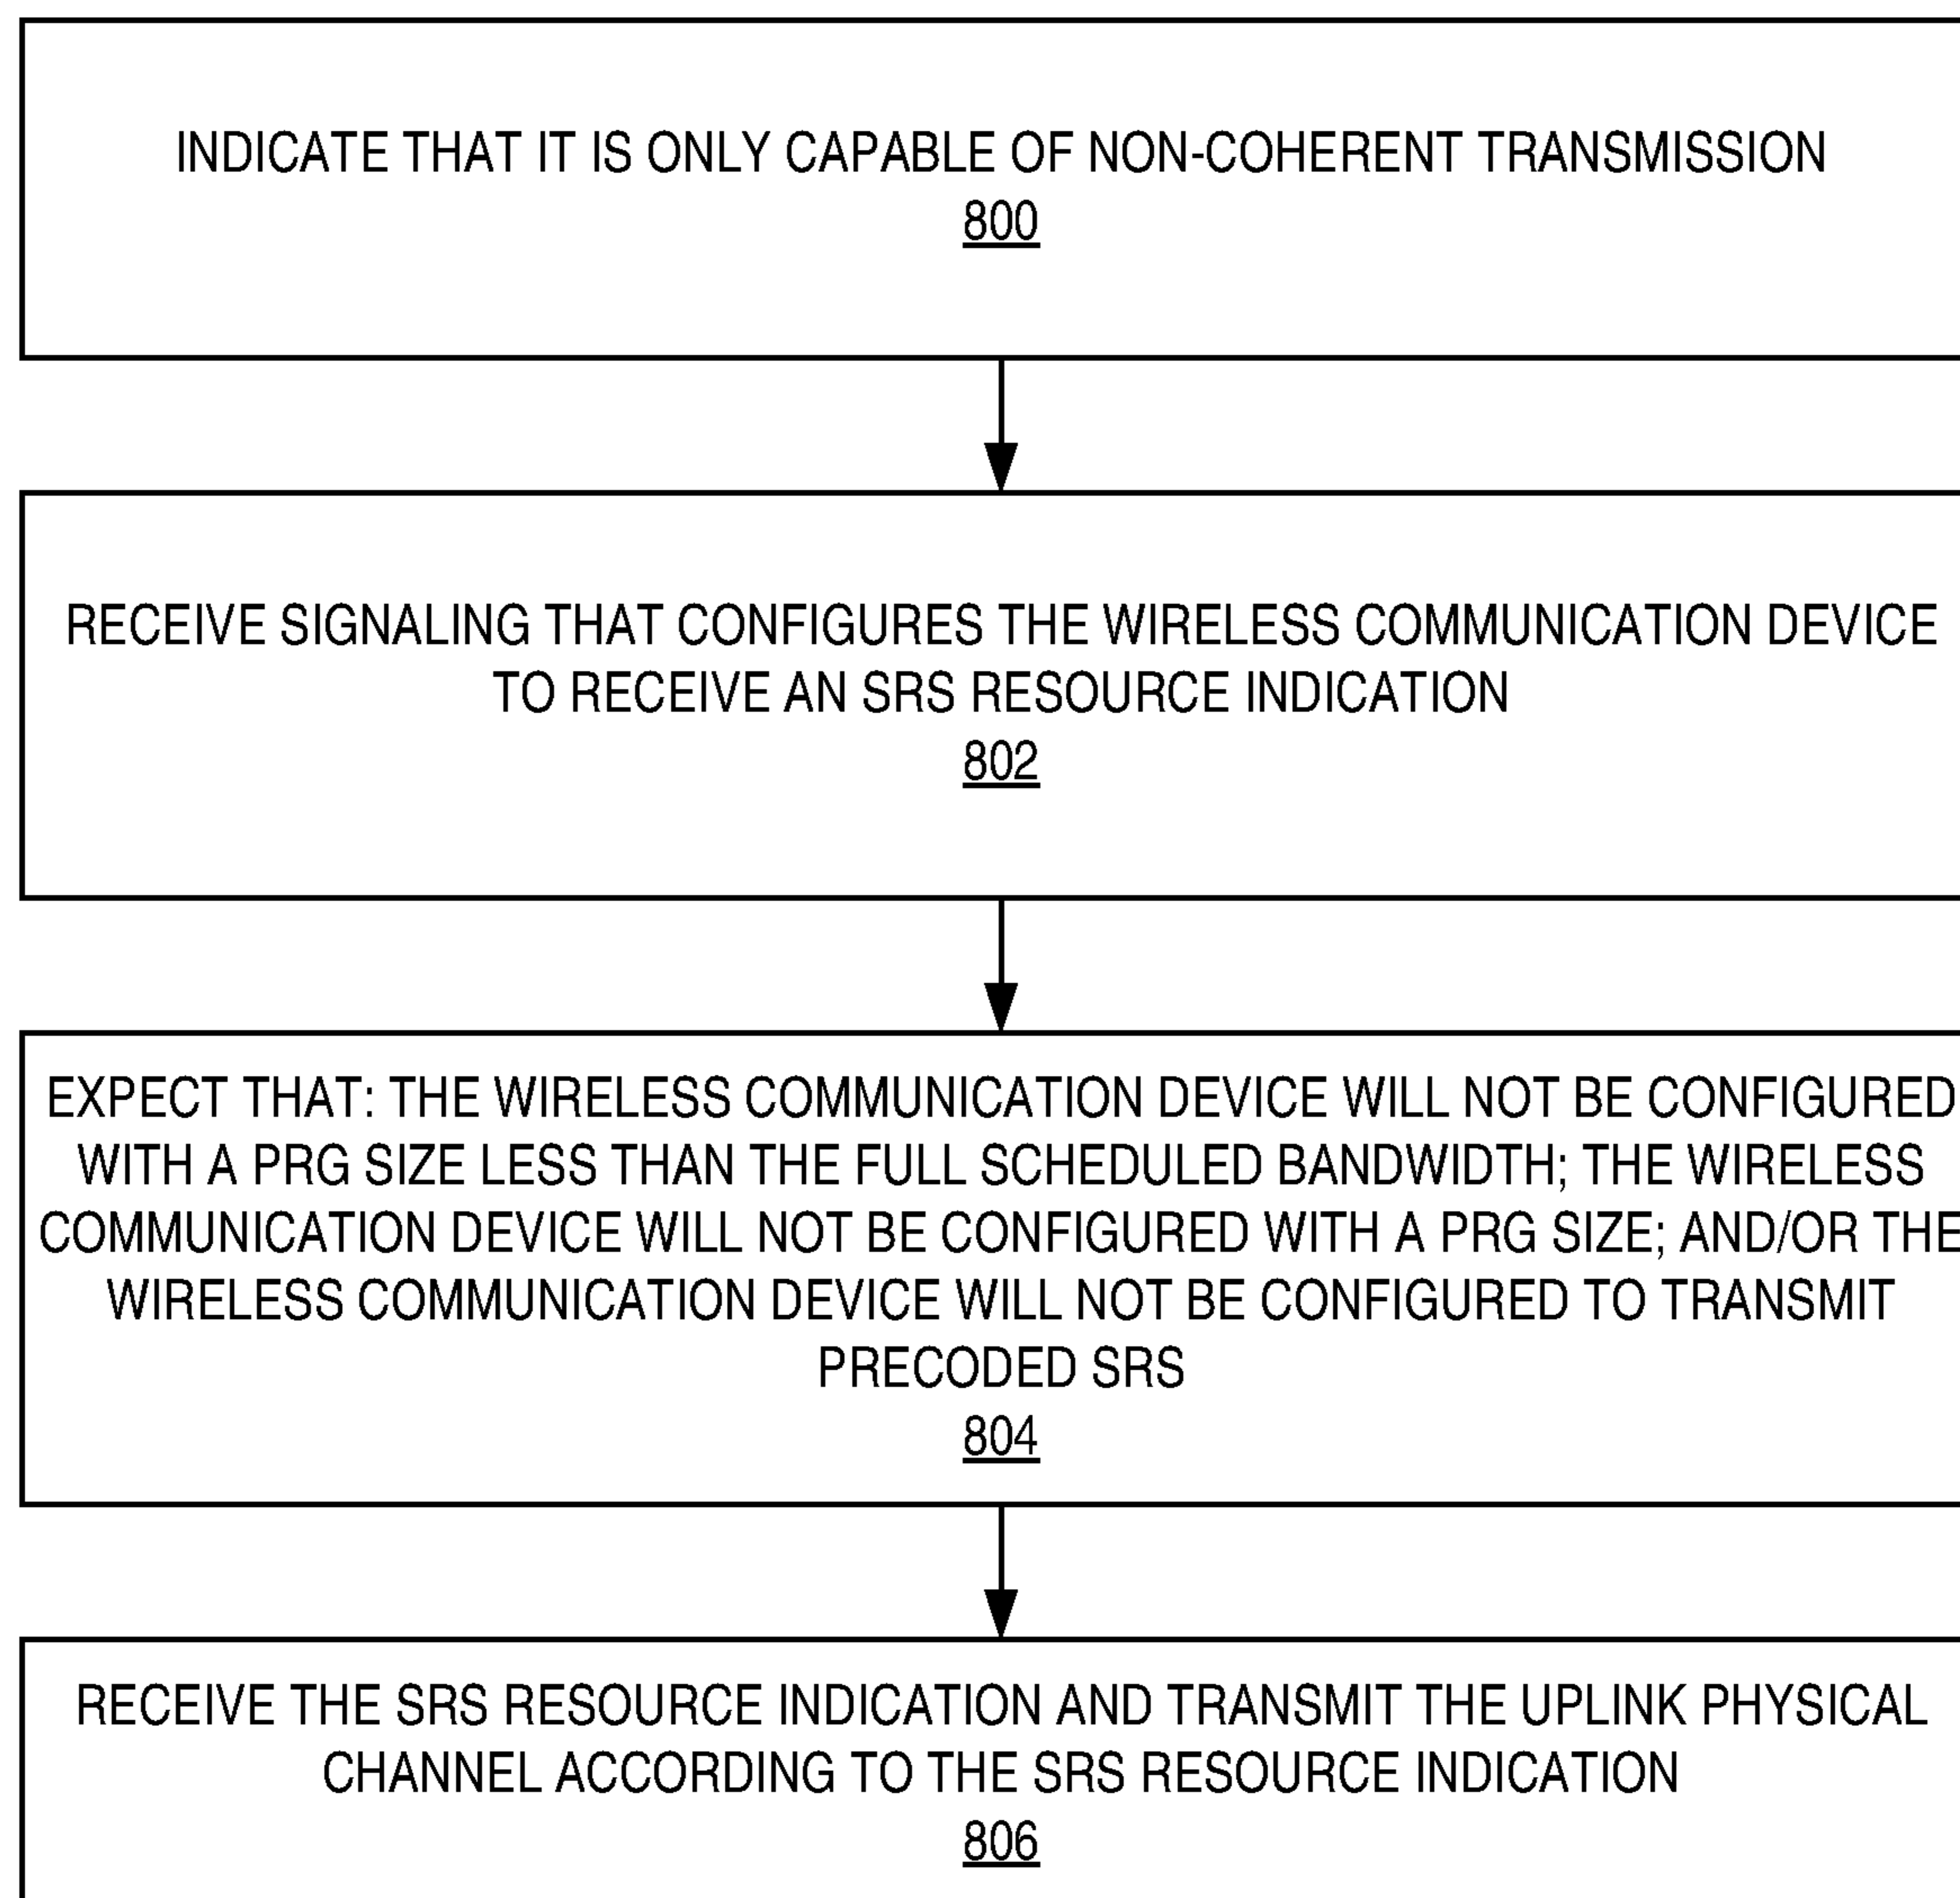 INDICATE THAT IT IS ONLY CAPABLE OF NON-COHERENT TRANSMISSION
800
RECEIVE SIGNALING THAT CONFIGURES THE WIRELESS COMMUNICATION DEVICE
TO RECEIVE AN SRS RESOURCE INDICATION
802
EXPECT THAT: THE WIRELESS COMMUNICATION DEVICE WILL NOT BE CONFIGURED
WITH A PRG SIZE LESS THAN THE FULL SCHEDULED BANDWIDTH; THE WIRELESS
COMMUNICATION DEVICE WILL NOT BE CONFIGURED WITH A PRG SIZE; AND/OR THE
WIRELESS COMMUNICATION DEVICE WILL NOT BE CONFIGURED TO TRANSMIT
PRECODED SRS
804
RECEIVE THE SRS RESOURCE INDICATION AND TRANSMIT THE UPLINK PHYSICAL
CHANNEL ACCORDING TO THE SRS RESOURCE INDICATION
806